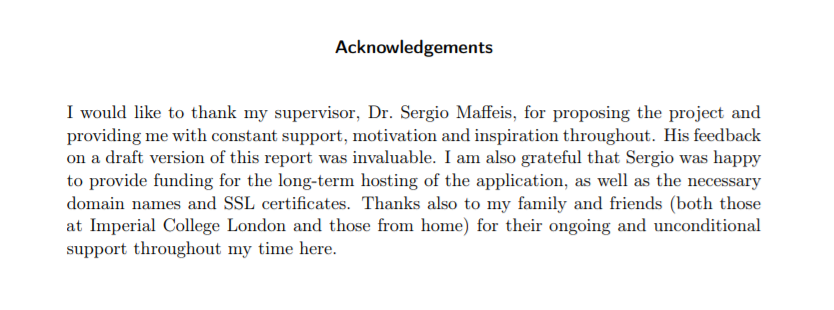 Acknowledgements
I would like to thank my supervisor, Dr. Sergio Maffeis, for proposing the project and
providing me with constant support, motivation and inspiration throughout. His feedback
on a draft version of this report was invaluable. I am also grateful that Sergio was happy
to provide funding for the long-term hosting of the application, as well as the necessary
domain names and SSL certificates. Thanks also to my family and friends (both those
at Imperial College London and those from home) for their ongoing and unconditional
support throughout my time here.